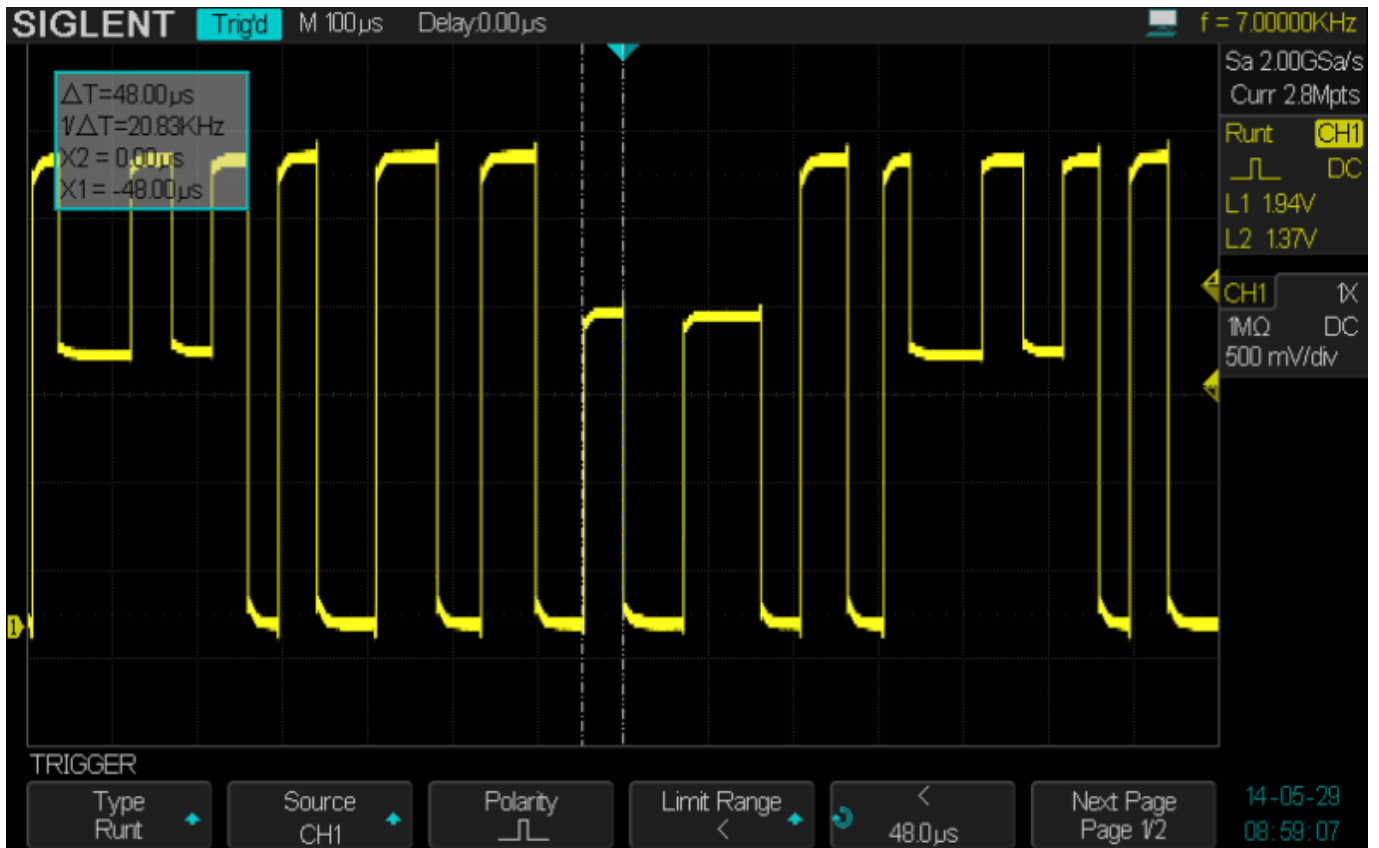 SIGLENT Trig'd M 100µs Delay:0.00µs f = 7.00000KHz
Sa 2.00GSa/s
Curr 2.8Mpts
△T=48.00µs
1/△T=20.83KHz
X2 = 0.00µs
X1 = -48.00µs
Runt CH1
DC
L1 1.94V
L2 1.37V
CH1 1X
1MΩ DC
500 mV/div
1
TRIGGER
Type
Runt
Source
CH1
Polarity
Limit Range
<
<
48.0µs
Next Page
Page 1/2
14-05-29
08:59:07